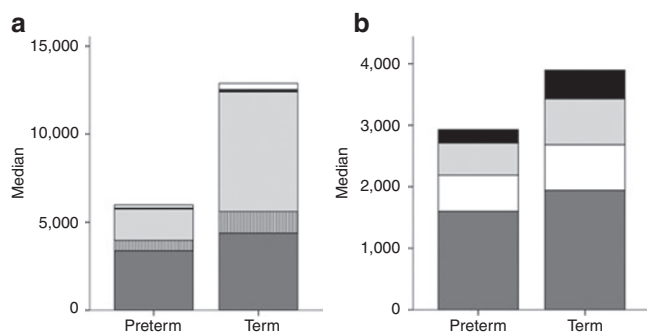 a
15,000
10,000
5,000
0
Median
Preterm Term
b
4,000
3,000
2,000
1,000
0
Median
Preterm Term